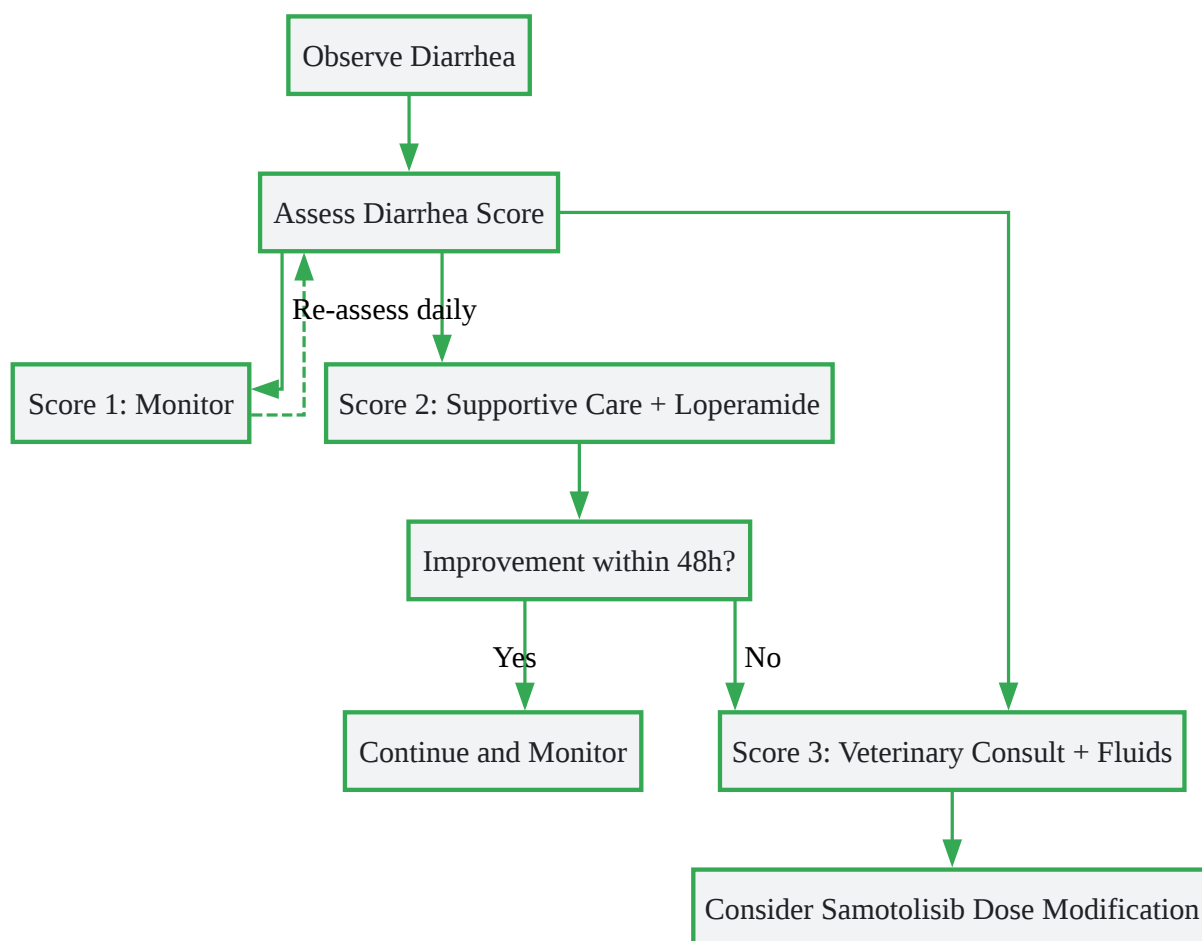 Observe Diarrhea
Assess Diarrhea Score
Re-assess daily
Score 1: Monitor
Score 2: Supportive Care + Loperamide
Improvement within 48h?
Yes
No
Continue and Monitor
Score 3: Veterinary Consult + Fluids
Consider Samotolisib Dose Modification